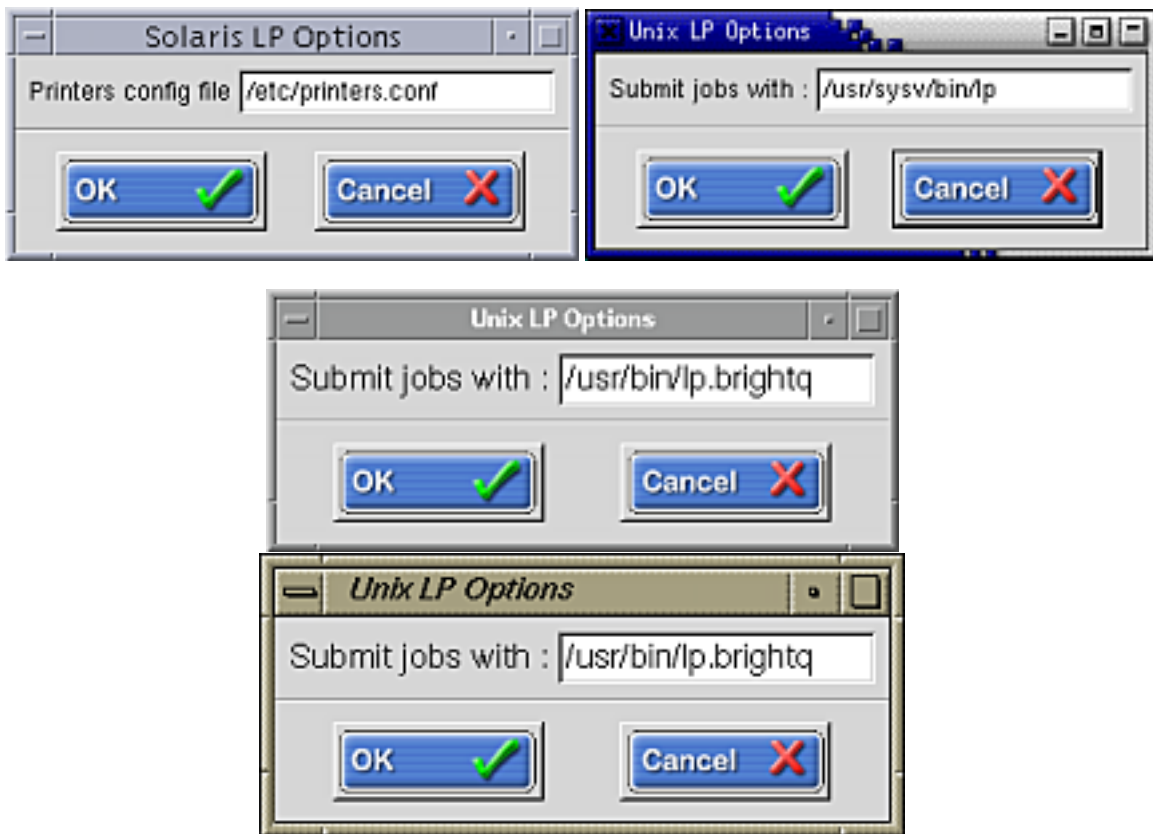 Solaris LP Options
Printers config file /etc/printers.conf
OK Cancel
Unix LP Options
Submit jobs with : /usr/sysv/bin/lp
OK Cancel
Unix LP Options
Submit jobs with : /usr/bin/lp.brightq
OK Cancel
Unix LP Options
Submit jobs with : /usr/bin/lp.brightq
OK Cancel